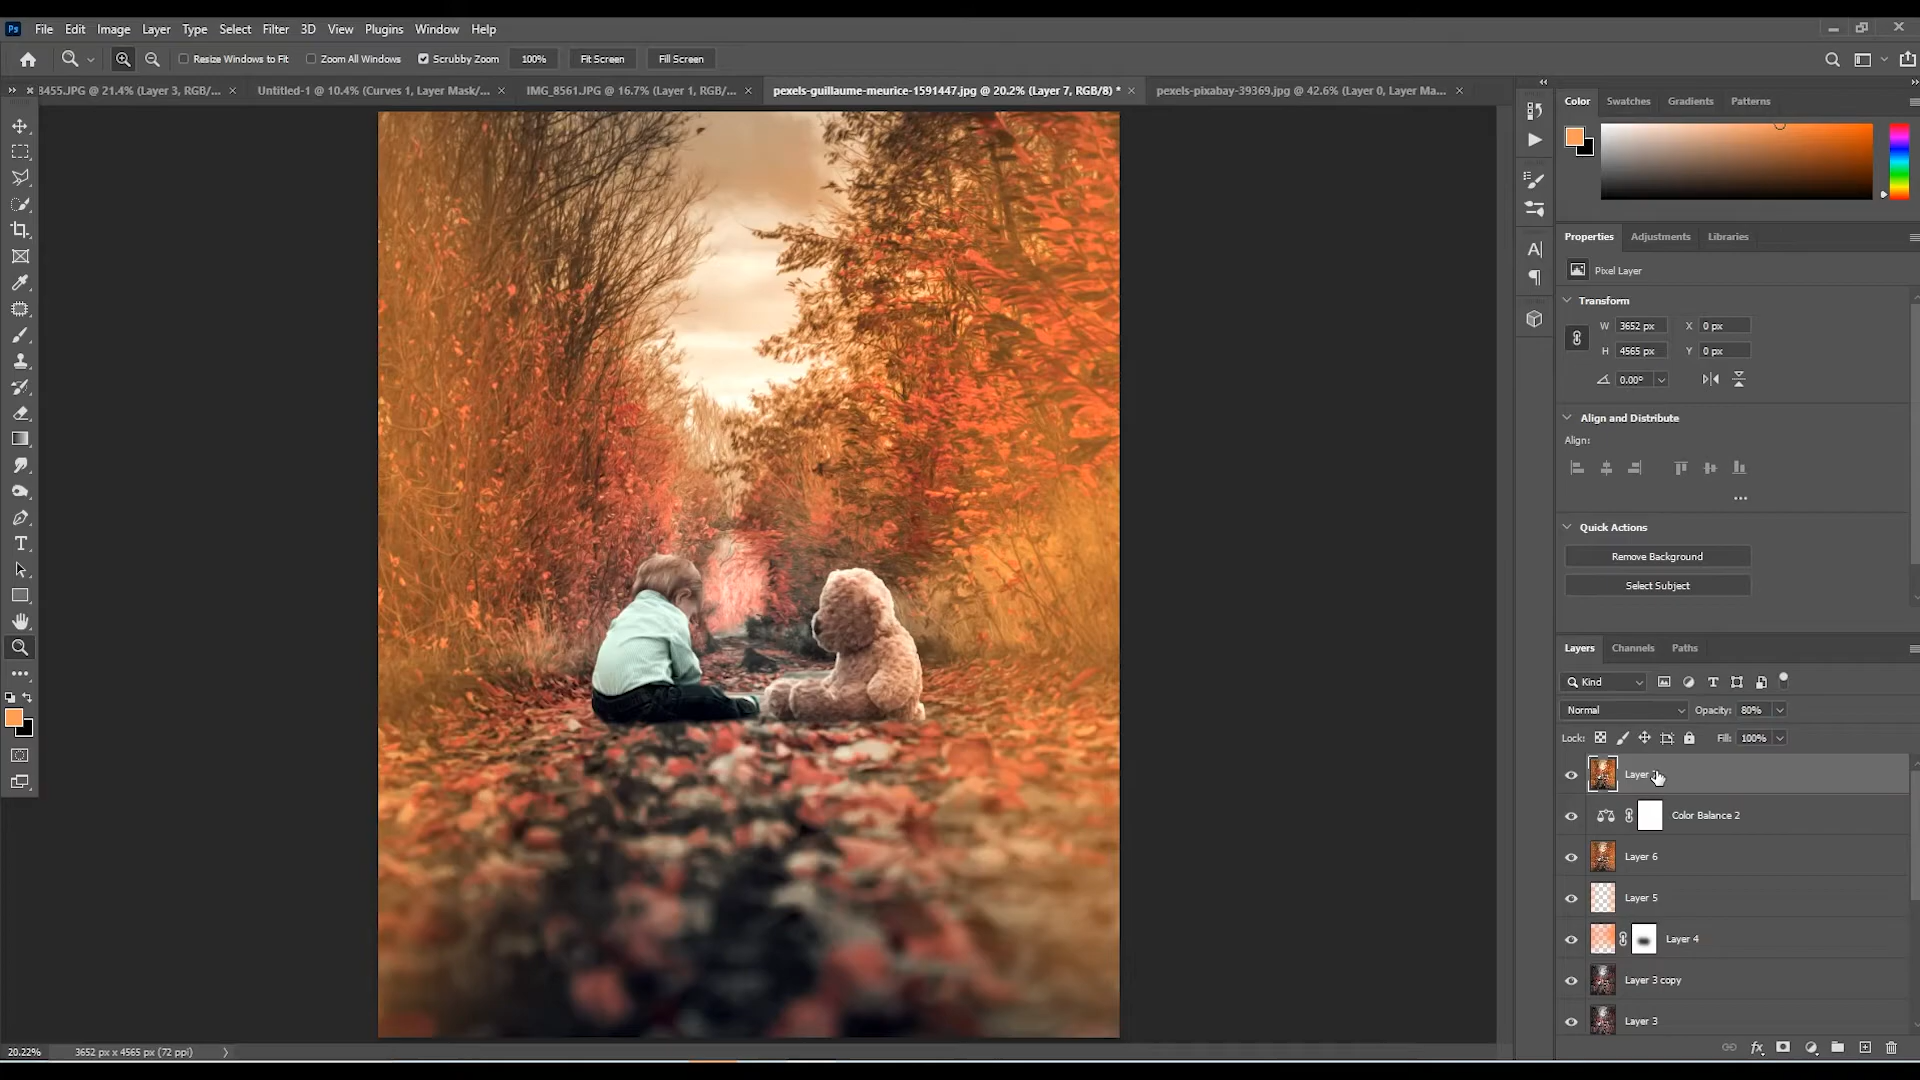 Ps File Edit Image Layer Type Select Filter 3D View Plugins Window Help
Resize Windows to Fit Zoom All Windows Scrubby Zoom 100% Fit Screen Fill Screen
3455.JPG @ 21.4% (Layer 3, RGB/... × Untitled-1 @ 10.4% (Curves 1, Layer Mask/... × IMG_8561.JPG @ 16.7% (Layer 1, RGB/... × pexels-guillaume-meurice-1591447.jpg @ 20.2% (Layer 7, RGB/8) * × pexels-pixabay-39369.jpg @ 42.6% (Layer 0, Layer Ma... ×
Color Swatches Gradients Patterns
Properties Adjustments Libraries
Pixel Layer
Transform
W 3652 px X 0 px
H 4565 px Y 0 px
0.00°
Align and Distribute
Align:
Quick Actions
Remove Background
Select Subject
Layers Channels Paths
Kind
Normal Opacity: 80%
Lock: Fill: 100%
Layer
Color Balance 2
Layer 6
Layer 5
Layer 4
Layer 3 copy
Layer 3
fx
20.22% 3652 px x 4565 px (72 ppi)